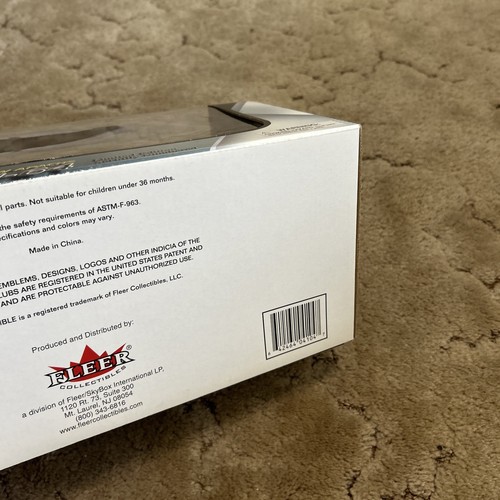 WARNING:
l parts. Not suitable for children under 36 months.
the safety requirements of ASTM-F-963.
ecifications and colors may vary.
Made in China.
EMBLEMS, DESIGNS, LOGOS AND OTHER INDICIA OF THE
LUBS ARE REGISTERED IN THE UNITED STATES PATENT AND
AND ARE PROTECTABLE AGAINST UNAUTHORIZED USE.
IBLE is a registered trademark of Fleer Collectibles, LLC.
Produced and Distributed by:
FLEER®
COLLECTIBLES
a division of Fleer/SkyBox International LP,
1120 Rt. 73, Suite 300
Mt. Laurel, NJ 08054
(800) 343-6816
www.fleercollectibles.com